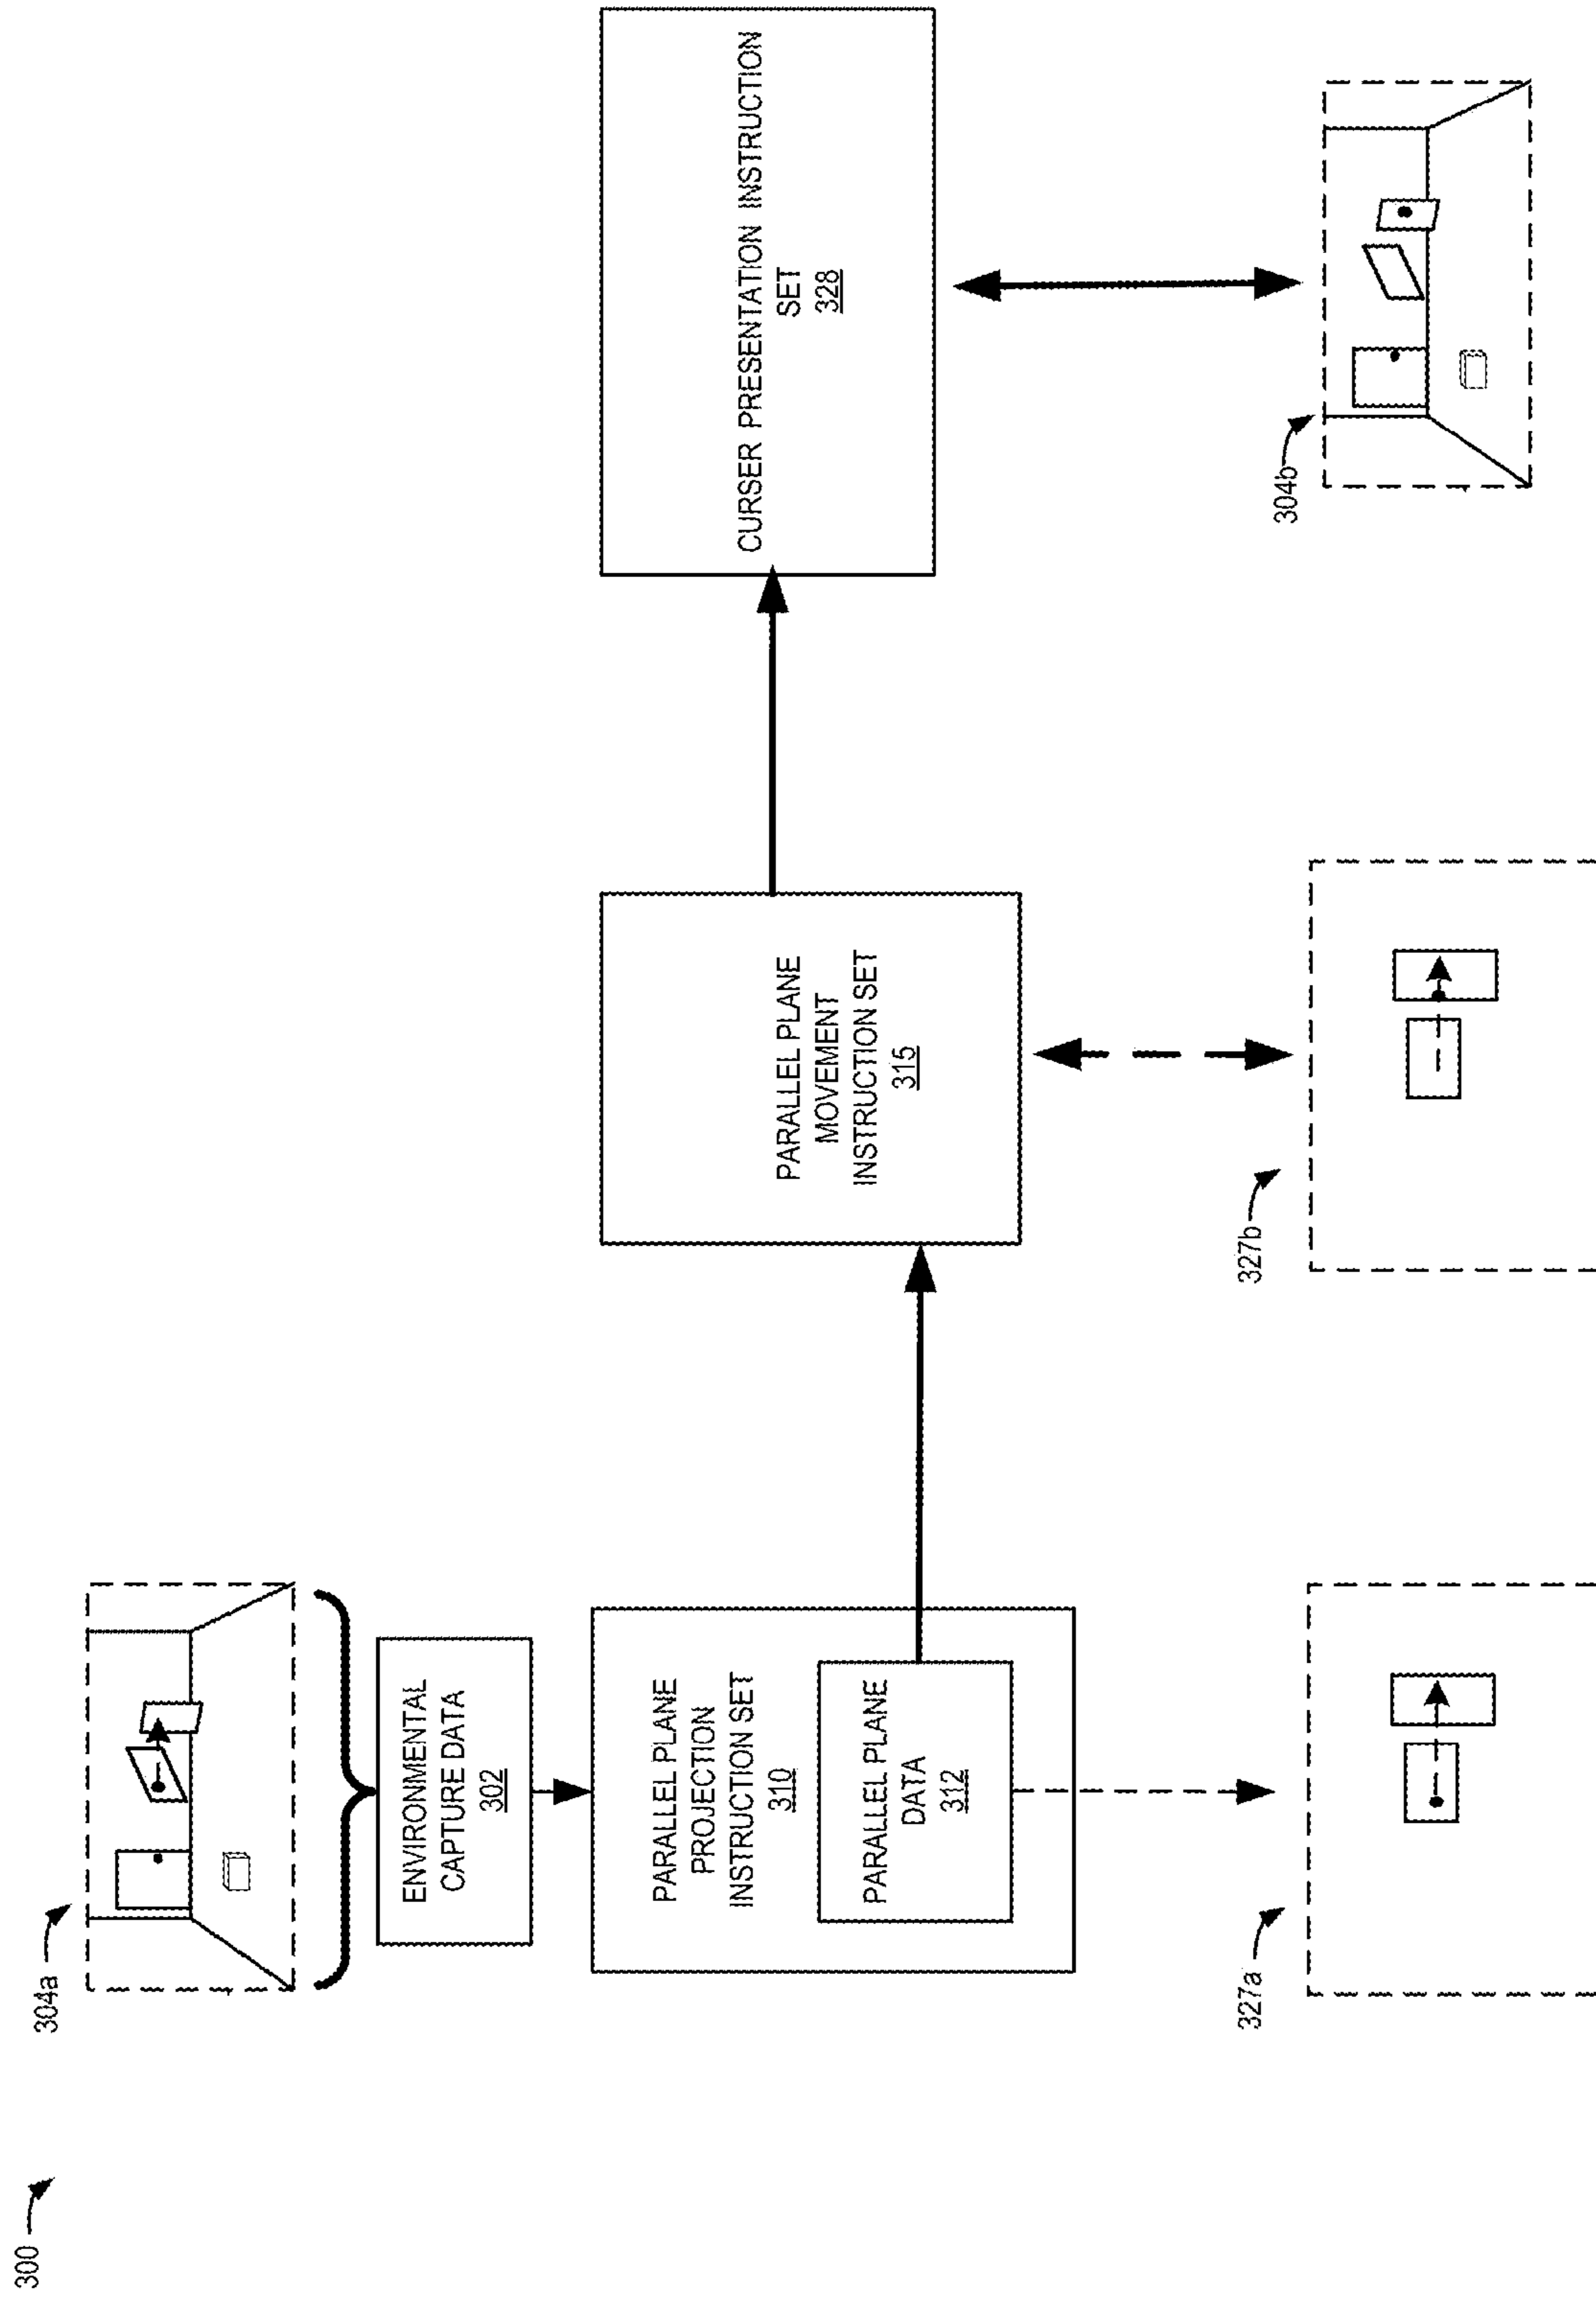 300
304a
ENVIRONMENTAL
CAPTURE DATA
302
PARALLEL PLANE
PROJECTION
INSTRUCTION SET
310
PARALLEL PLANE
DATA
312
327a
PARALLEL PLANE
MOVEMENT
INSTRUCTION SET
315
327b
CURSER PRESENTATION INSTRUCTION
SET
328
304b